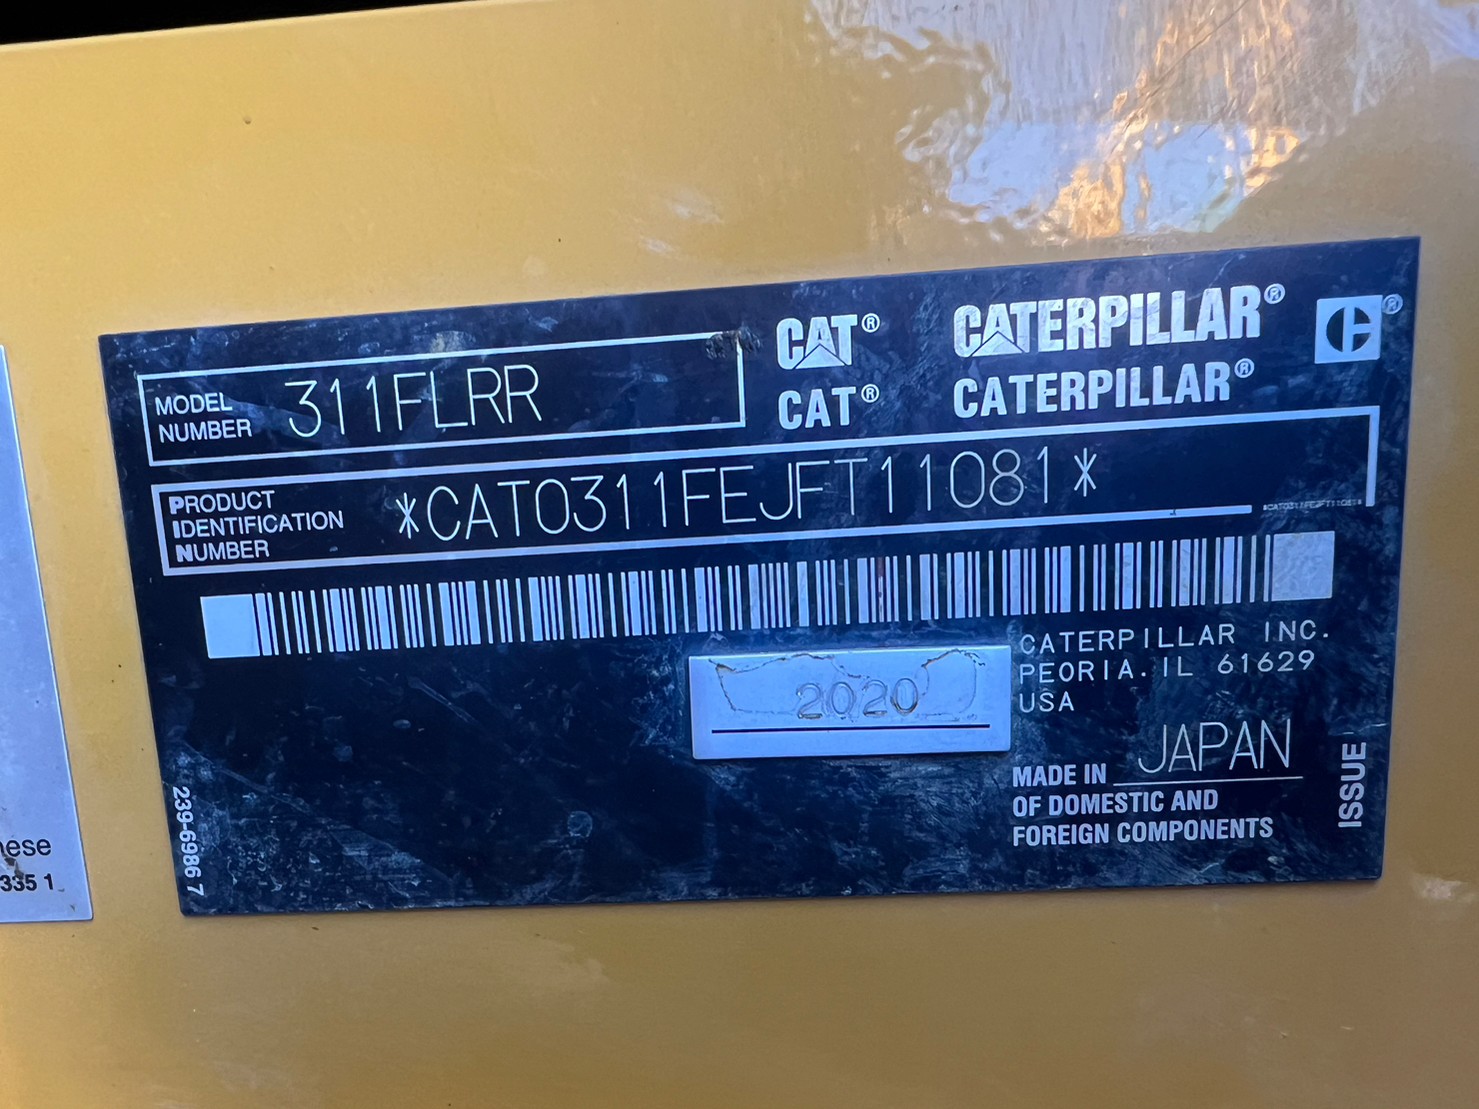 CAT® CATERPILLAR® ®
CAT® CATERPILLAR®
MODEL
NUMBER
311FLRR
PRODUCT
IDENTIFICATION
NUMBER
*CAT0311FEJFT11081*
2020
CATERPILLAR INC.
PEORIA, IL 61629
USA
MADE IN JAPAN
OF DOMESTIC AND
FOREIGN COMPONENTS
ISSUE
239-6986 7
335 1